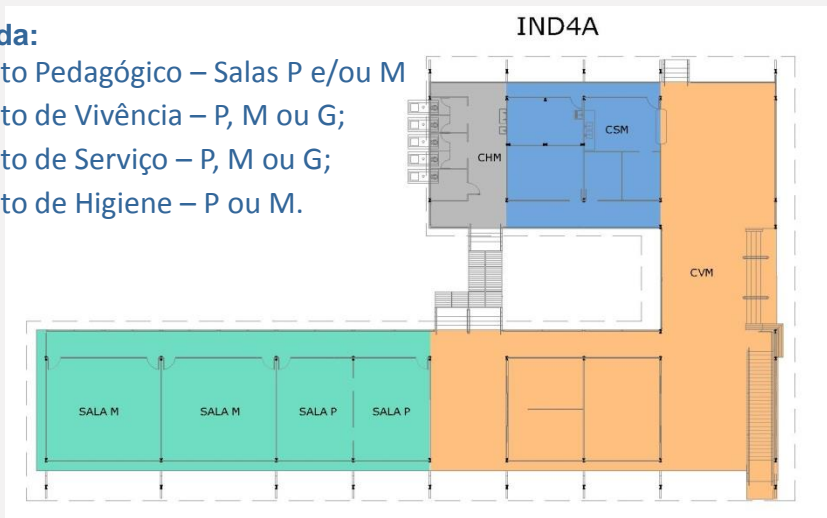 IND4A
da:
to Pedagógico – Salas P e/ou M
to de Vivência – P, M ou G;
to de Serviço – P, M ou G;
to de Higiene – P ou M.
CHM
CSM
CVM
SALA M
SALA M
SALA P
SALA P